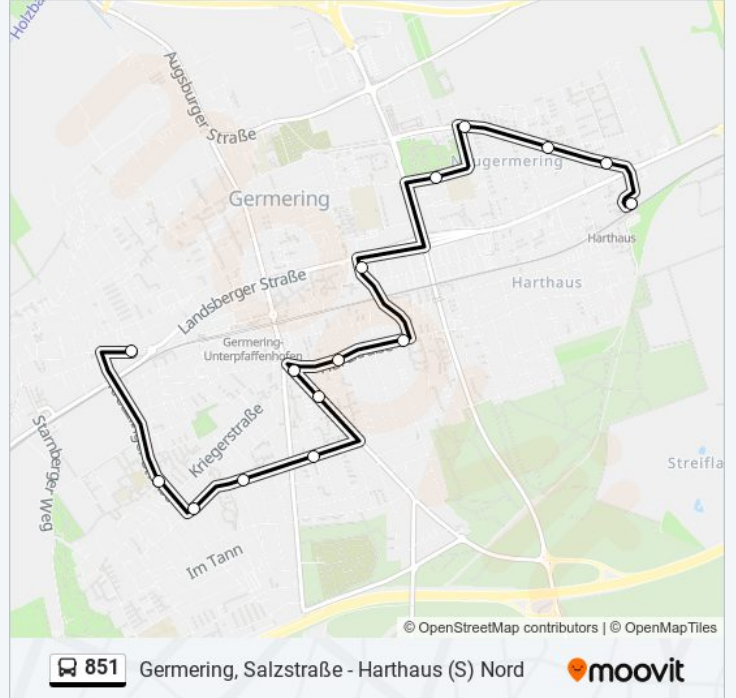 Augsburger Straße
Neugermering
Germering
Harthaus
Landsberger Straße
Harthaus
Germering-
Unterpfaffenhofen
Kriegerstraße
Starnberger Weg
Streifla
Im Tann
© OpenStreetMap contributors | © OpenMapTiles
851 Germering, Salzstraße - Harthaus (S) Nord moovit